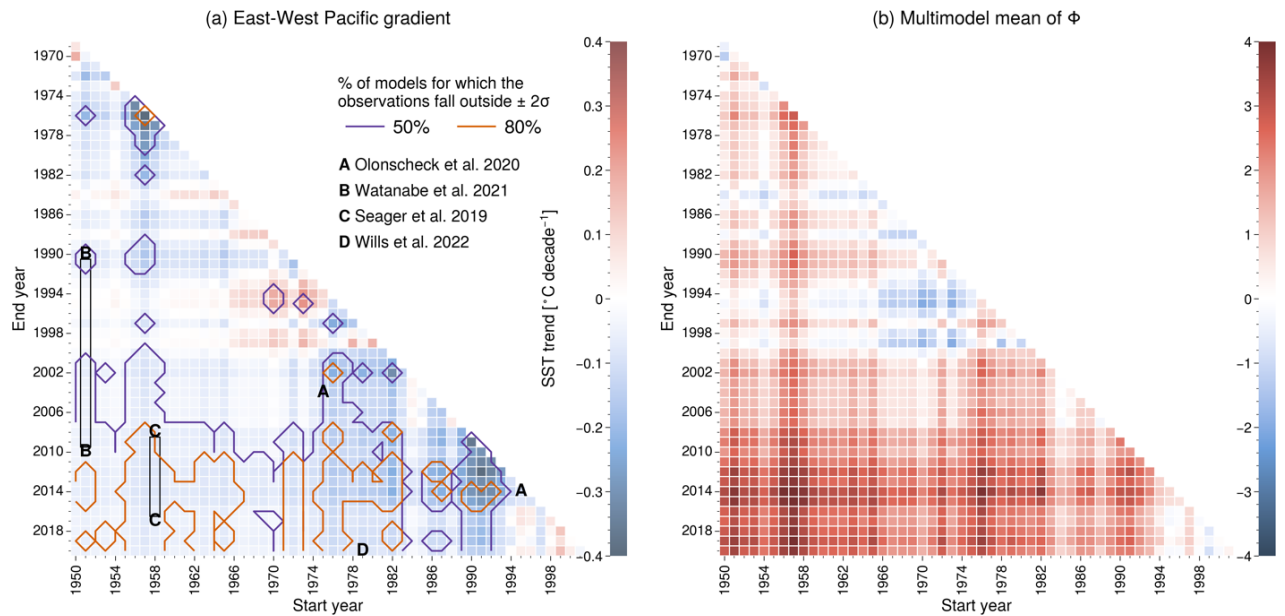 (a) East-West Pacific gradient
% of models for which the
observations fall outside ± 2σ
50% 80%
A Olonscheck et al. 2020
B Watanabe et al. 2021
C Seager et al. 2019
D Wills et al. 2022
End year
1970
1974
1978
1982
1986
1990
1994
1998
2002
2006
2010
2014
2018
B
B
C
C
A
A
D
1950 1954 1958 1962 1966 1970 1974 1978 1982 1986 1990 1994 1998
Start year
0.4
0.3
0.2
0.1
0
−0.1
−0.2
−0.3
−0.4
SST trend [°C decade⁻¹]
(b) Multimodel mean of Φ
End year
1970
1974
1978
1982
1986
1990
1994
1998
2002
2006
2010
2014
2018
1950 1954 1958 1962 1966 1970 1974 1978 1982 1986 1990 1994 1998
Start year
4
3
2
1
0
−1
−2
−3
−4